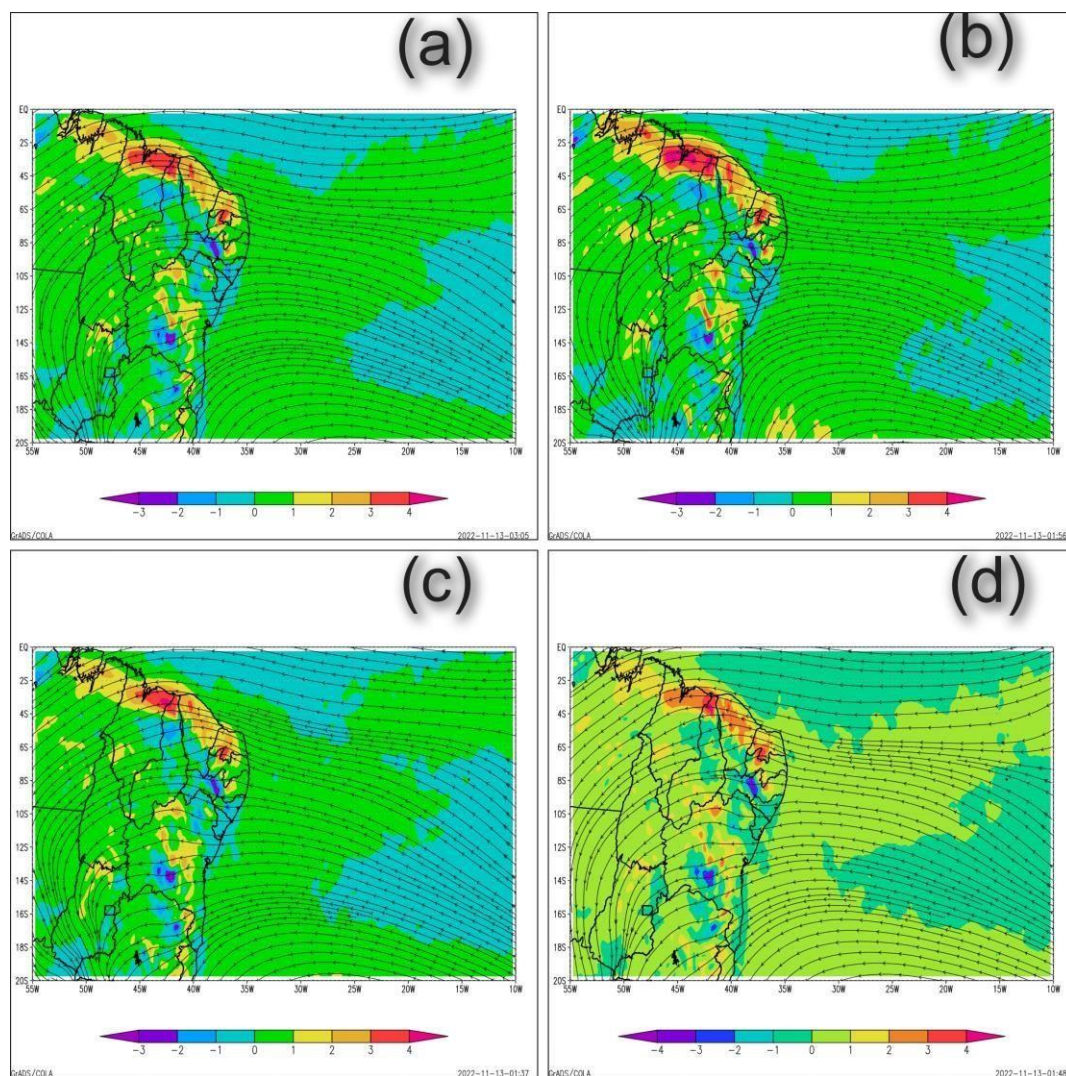 (a)
EQ
2S
4S
6S
8S
10S
12S
14S
16S
18S
20S
55W 50W 45W 40W 35W 30W 25W 20W 15W 10W
-3 -2 -1 0 1 2 3 4
GrADS/COLA 2022-11-13-03:05
(b)
EQ
2S
4S
6S
8S
10S
12S
14S
16S
18S
20S
55W 50W 45W 40W 35W 30W 25W 20W 15W 10W
-3 -2 -1 0 1 2 3 4
GrADS/COLA 2022-11-13-01:56
(c)
EQ
2S
4S
6S
8S
10S
12S
14S
16S
18S
20S
55W 50W 45W 40W 35W 30W 25W 20W 15W 10W
-3 -2 -1 0 1 2 3 4
GrADS/COLA 2022-11-13-01:37
(d)
EQ
2S
4S
6S
8S
10S
12S
14S
16S
18S
20S
55W 50W 45W 40W 35W 30W 25W 20W 15W 10W
-4 -3 -2 -1 0 1 2 3 4
GrADS/COLA 2022-11-13-01:48